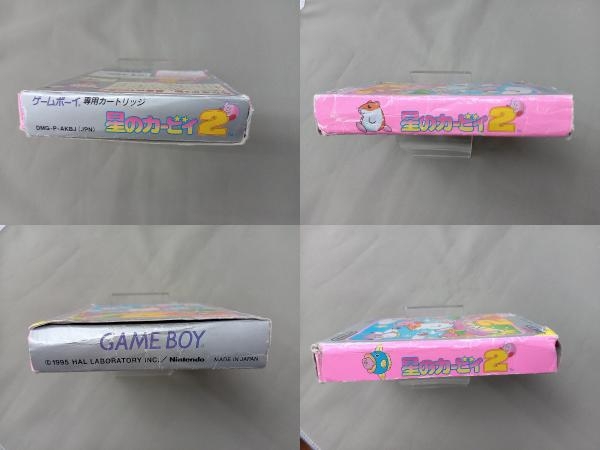 ゲームボーイ専用カートリッジ
DMG-P-AKBJ(JPN)
星のカービィ2
星のカービィ2
GAME BOY
©1995 HAL LABORATORY INC./Nintendo MADE IN JAPAN
星のカービィ2